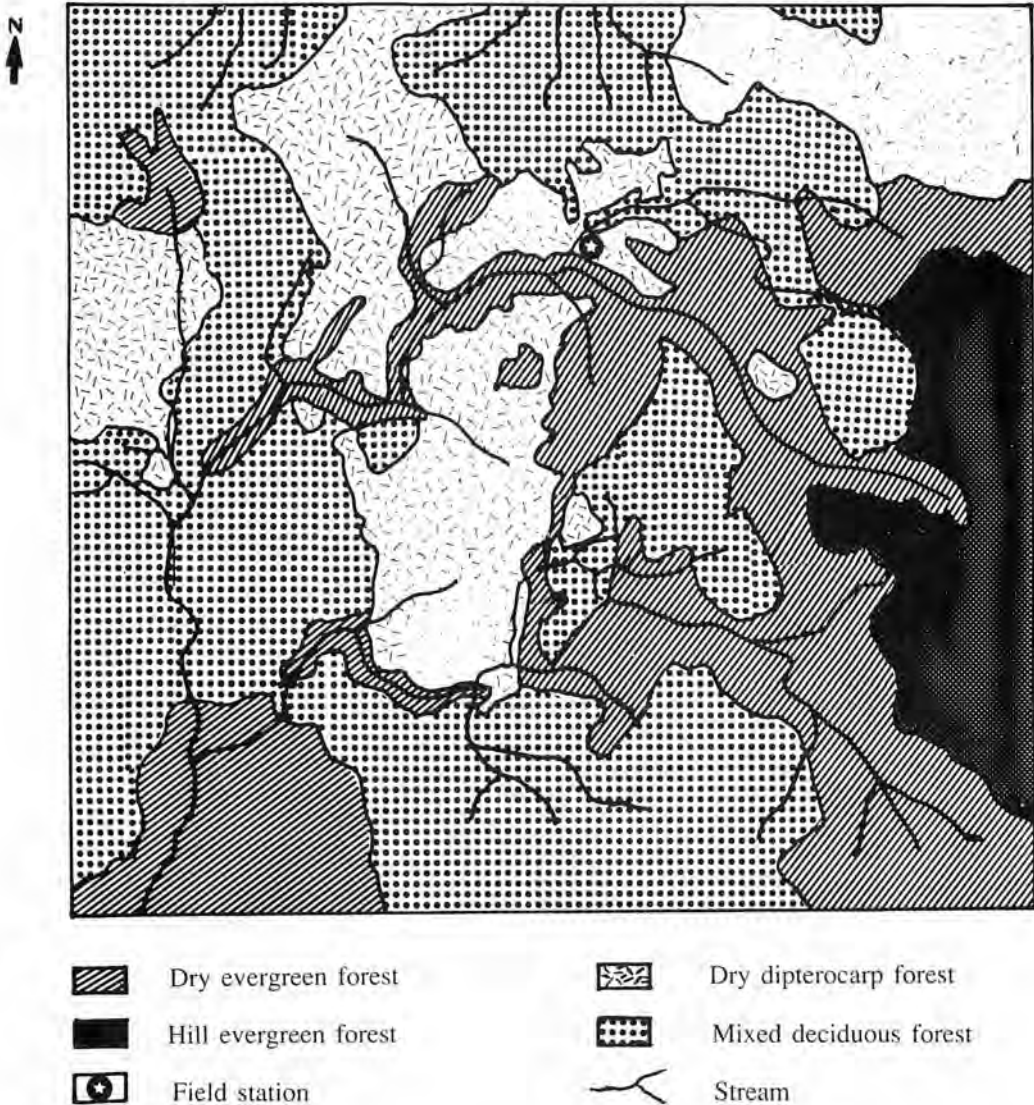 N
Dry evergreen forest
Dry dipterocarp forest
Hill evergreen forest
Mixed deciduous forest
Field station
Stream